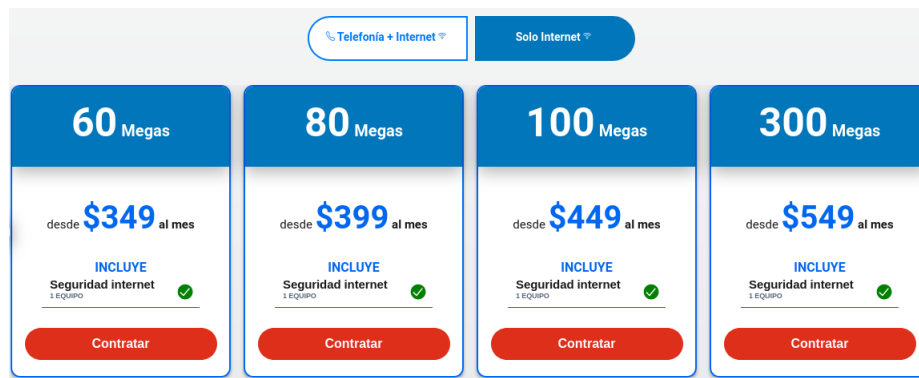 Telefonía + Internet
Solo Internet
60 Megas
desde $349 al mes
INCLUYE
Seguridad internet
1 EQUIPO
Contratar
80 Megas
desde $399 al mes
INCLUYE
Seguridad internet
1 EQUIPO
Contratar
100 Megas
desde $449 al mes
INCLUYE
Seguridad internet
1 EQUIPO
Contratar
300 Megas
desde $549 al mes
INCLUYE
Seguridad internet
1 EQUIPO
Contratar